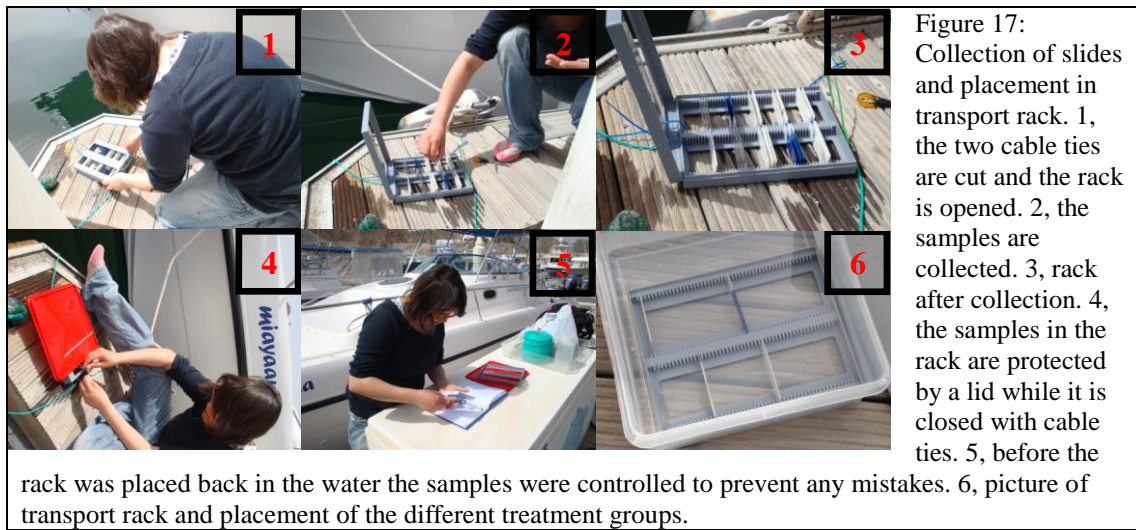 1
2
3
Figure 17:
Collection of slides
and placement in
transport rack. 1,
the two cable ties
are cut and the rack
is opened. 2, the
samples are
collected. 3, rack
after collection. 4,
the samples in the
rack are protected
by a lid while it is
closed with cable
ties. 5, before the
4
5
6
miayaan
rack was placed back in the water the samples were controlled to prevent any mistakes. 6, picture of
transport rack and placement of the different treatment groups.